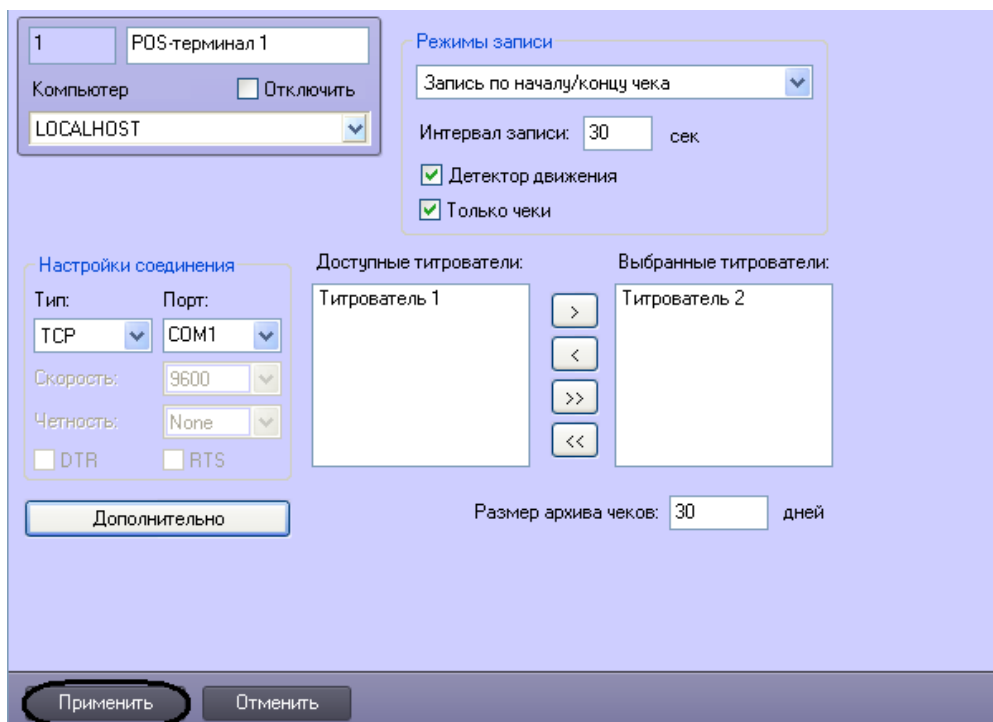 1 POS-терминал 1
Компьютер Отключить
LOCALHOST
Режимы записи
Запись по началу/концу чека
Интервал записи: 30 сек
Детектор движения
Только чеки
Настройки соединения
Тип: Порт:
TCP COM1
Скорость: 9600
Четность: None
DTR RTS
Дополнительно
Доступные титрователи: Выбранные титрователи:
Титрователь 1 Титрователь 2
>
<
>>
<<
Размер архива чеков: 30 дней
Применить Отменить